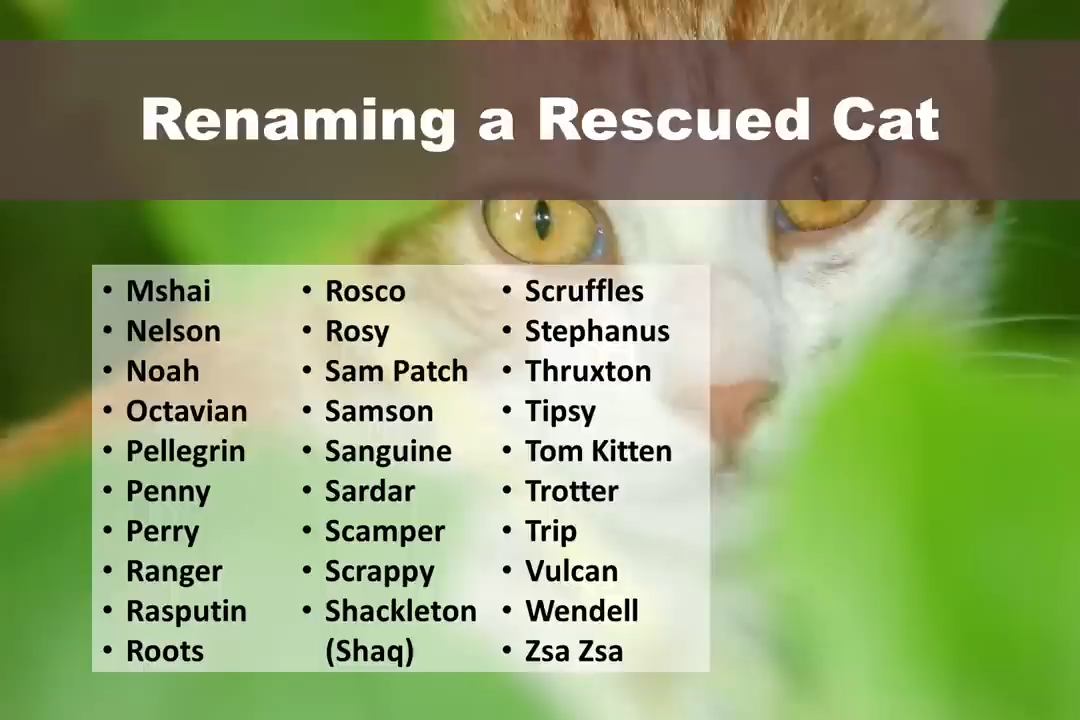 Renaming a Rescued Cat
• Mshai
• Nelson
• Noah
• Octavian
• Pellegrin
• Penny
• Perry
• Ranger
• Rasputin
• Roots
• Rosco
• Rosy
• Sam Patch
• Samson
• Sanguine
• Sardar
• Scamper
• Scrappy
• Shackleton
(Shaq)
• Scruffles
• Stephanus
• Thruxton
• Tipsy
• Tom Kitten
• Trotter
• Trip
• Vulcan
• Wendell
• Zsa Zsa